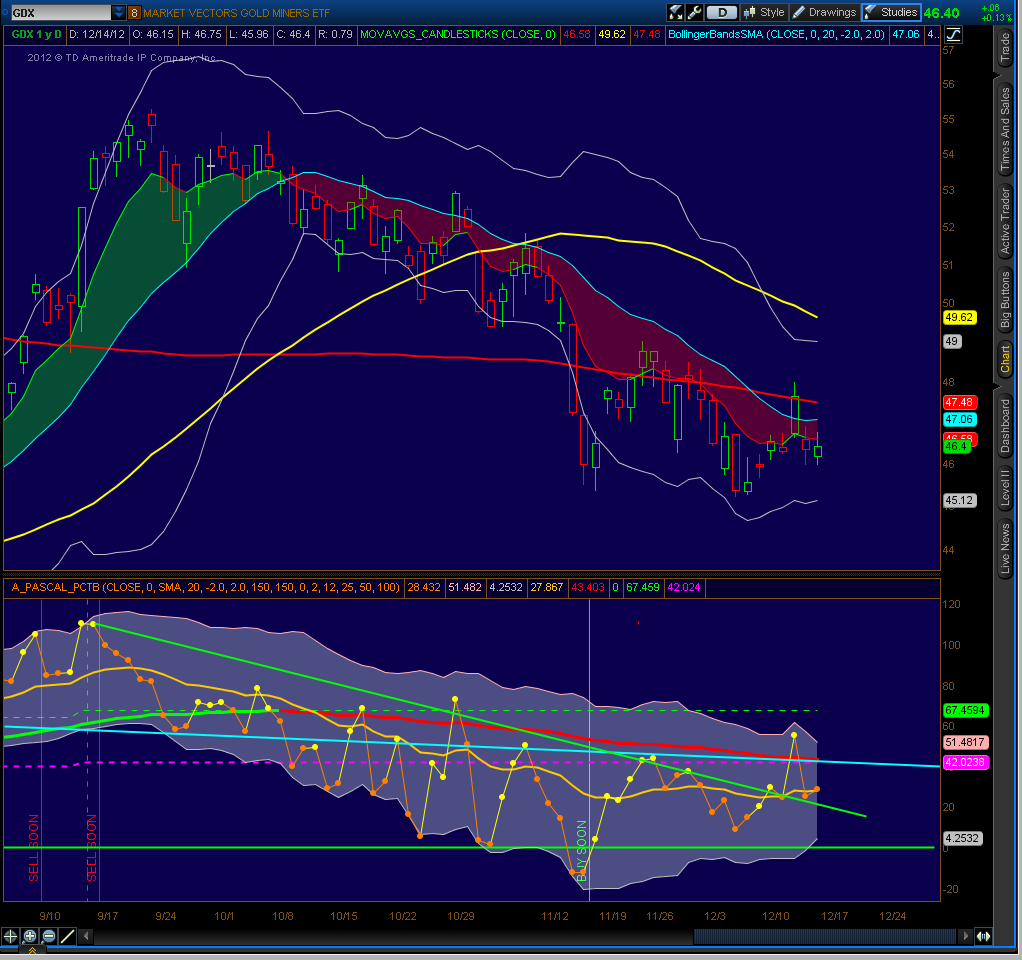 GDX 8 MARKET VECTORS GOLD MINERS ETF D Style Drawings Studies 46.40 +.06
+0.13%
GDX 1 y D D: 12/14/12 O: 46.15 H: 46.75 L: 45.96 C: 46.4 R: 0.79 MOVAVGS_CANDLESTICKS (CLOSE, 0) 46.58 49.62 47.48 BollingerBandsSMA (CLOSE, 0, 20, -2.0, 2.0) 47.06 4..
2012 © TD Ameritrade IP Company, Inc.
57
56
55
54
53
52
51
50
49.62
49
48
47.48
47.06
46.58
46.4
46
45.12
44
Trade
Times And Sales
Active Trader
Big Buttons
Chart
Dashboard
Level II
Live News
A_PASCAL_PCTB (CLOSE, 0, SMA, 20, -2.0, 2.0, 150, 150, 0, 2, 12, 25, 50, 100) 28.432 51.482 4.2532 27.867 43.403 0 67.459 42.024
120
100
80
67.4594
60
51.4817
42.0238
20
4.2532
0
-20
SELL SOON
SELL SOON
BUY SOON
9/10 9/17 9/24 10/1 10/8 10/15 10/22 10/29 11/12 11/19 11/26 12/3 12/10 12/17 12/24